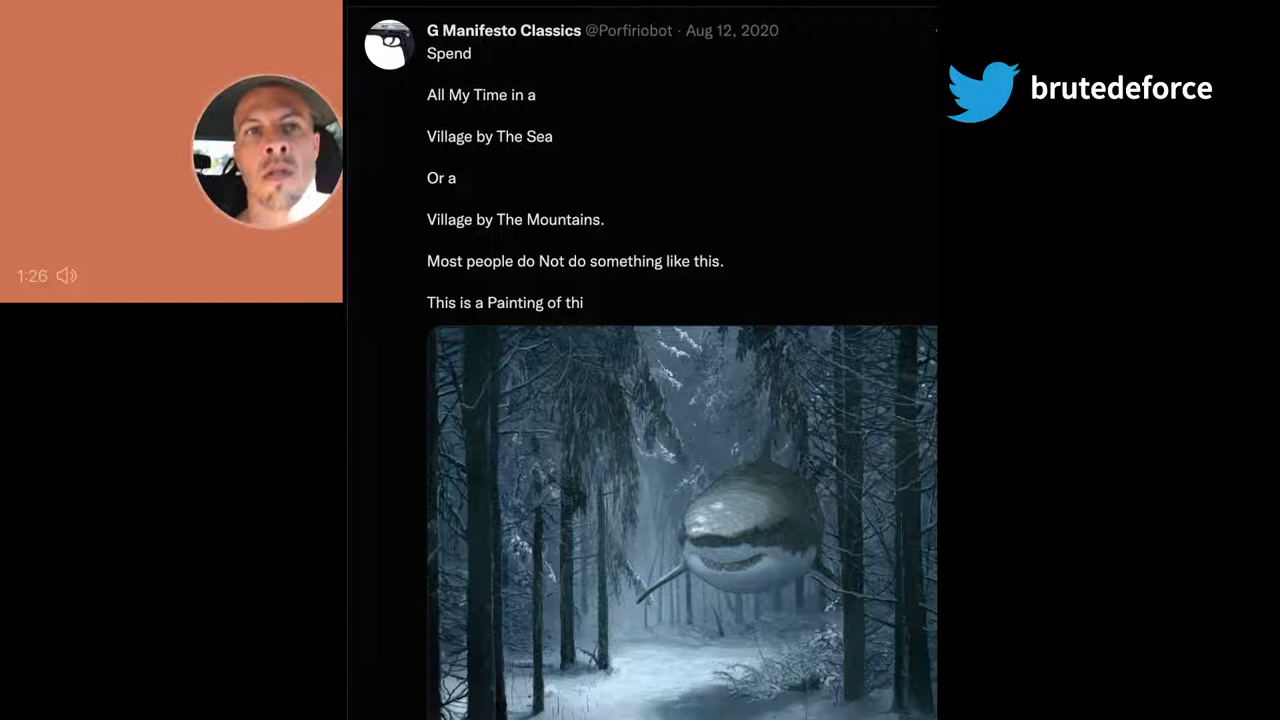 G Manifesto Classics @Porfiriobot · Aug 12, 2020
Spend
All My Time in a
Village by The Sea
Or a
Village by The Mountains.
Most people do Not do something like this.
This is a Painting of thi
brutedeforce
1:26